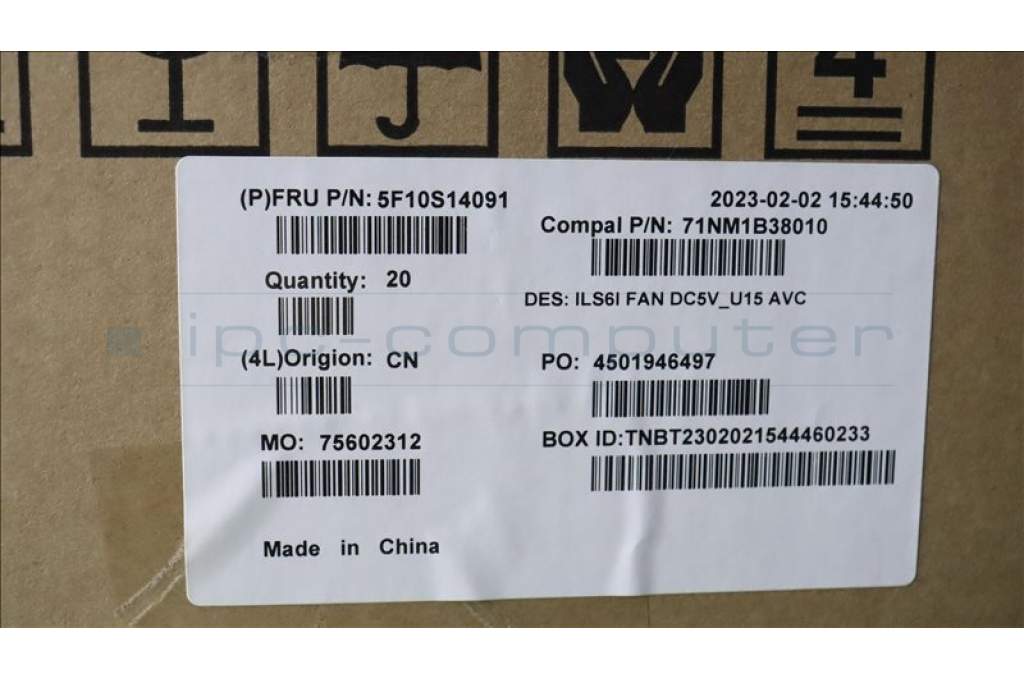 4
(P)FRU P/N: 5F10S14091
2023-02-02 15:44:50
Compal P/N: 71NM1B38010
Quantity: 20
DES: ILS6I FAN DC5V_U15 AVC
ipc-computer
(4L)Origion: CN
PO: 4501946497
MO: 75602312
BOX ID:TNBT2302021544460233
Made in China